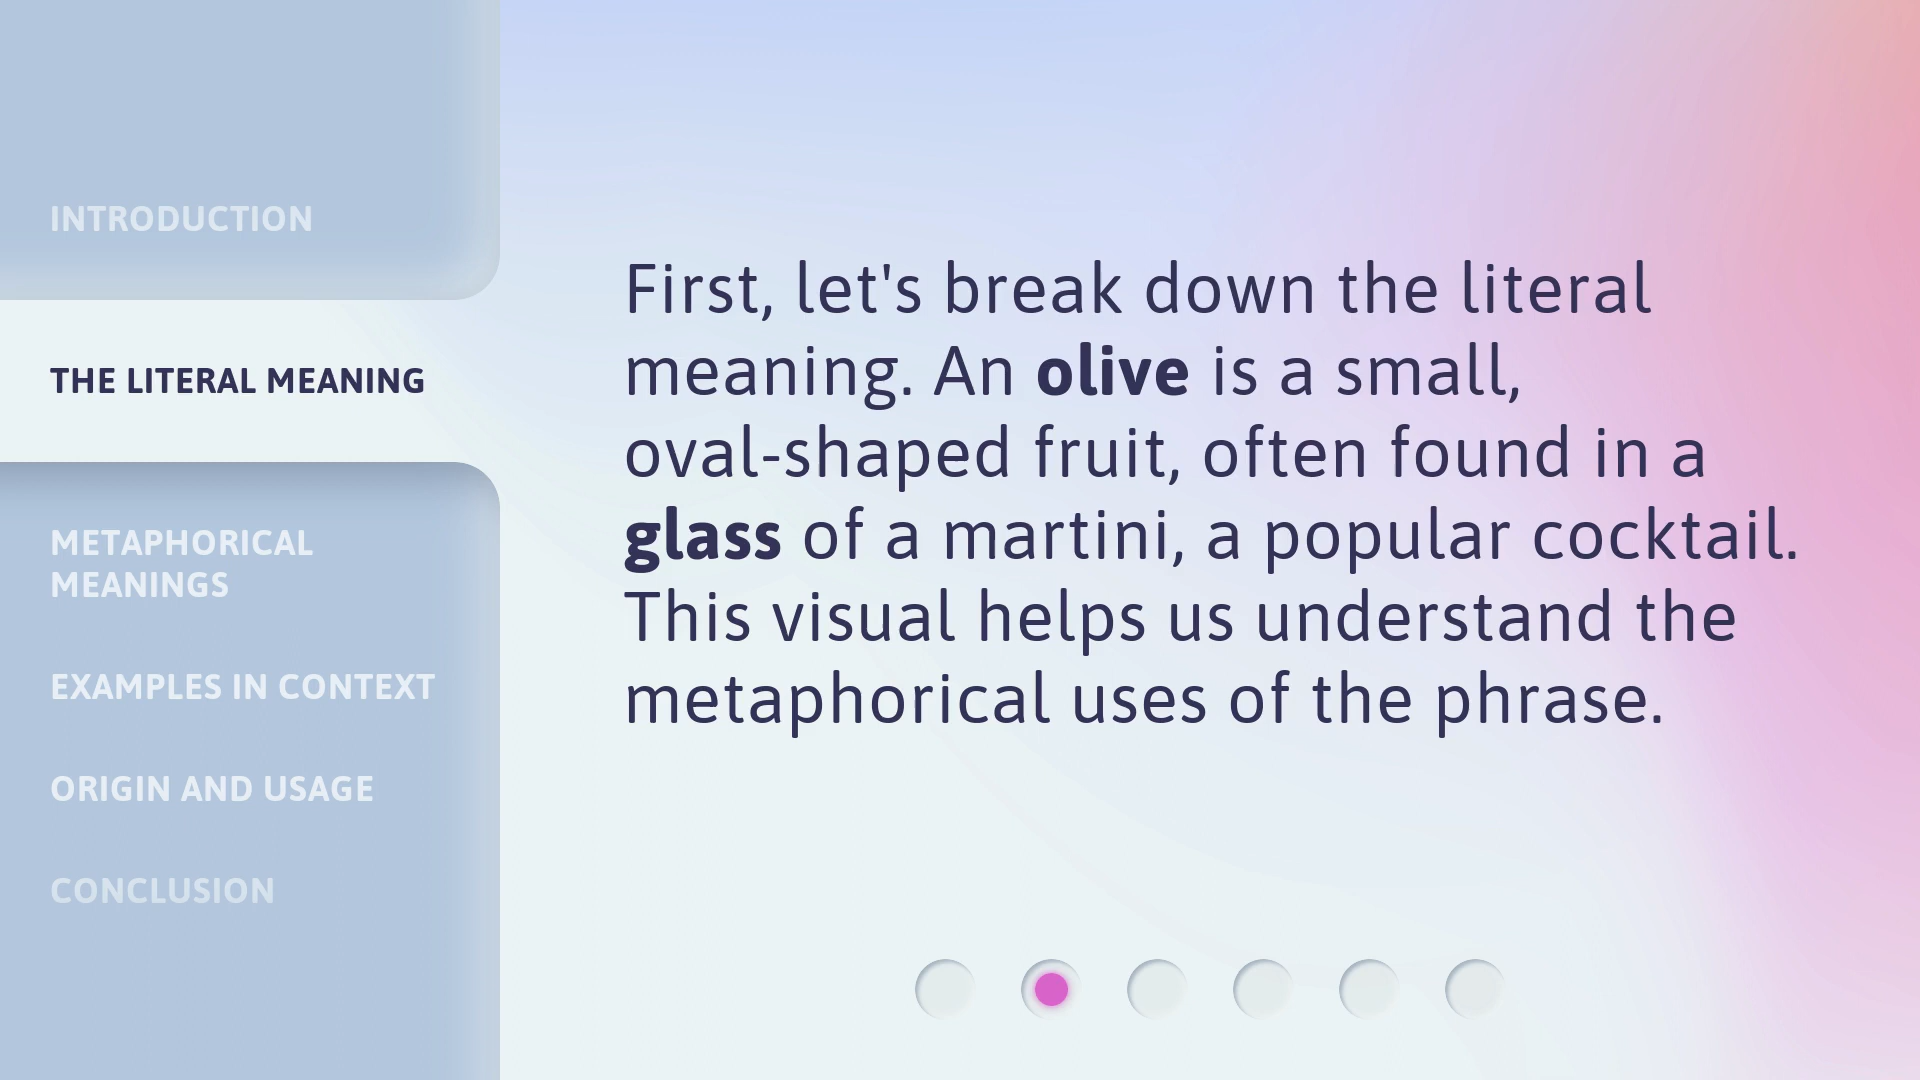 INTRODUCTION
THE LITERAL MEANING
METAPHORICAL
MEANINGS
EXAMPLES IN CONTEXT
ORIGIN AND USAGE
CONCLUSION
First, let's break down the literal
meaning. An olive is a small,
oval-shaped fruit, often found in a
glass of a martini, a popular cocktail.
This visual helps us understand the
metaphorical uses of the phrase.